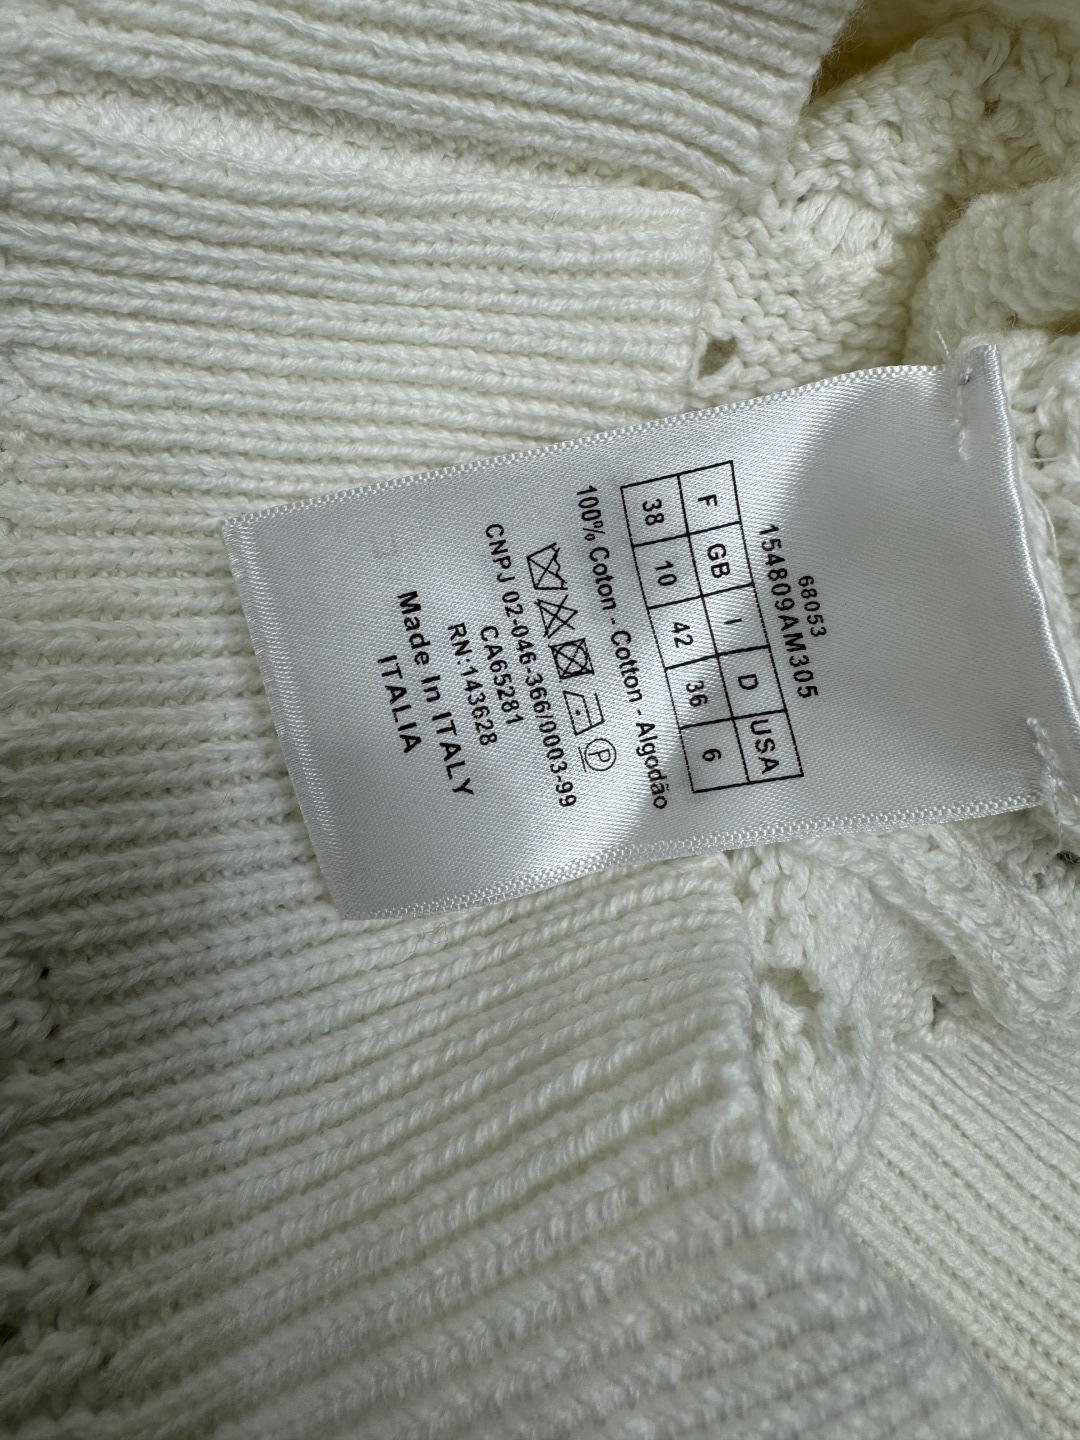 68053
154809AM305
F GB I D USA
38 10 42 36 6
100% Coton - Cotton - Algodão
P
CNPJ 02-046-366/0003-99
CA65281
RN:143628
Made In ITALY
ITALIA